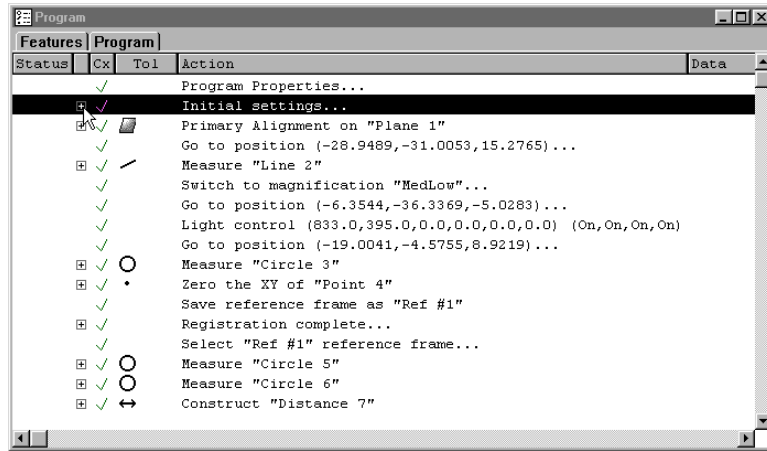 Program
Features Program
Status Cx Tol Action Data
Program Properties...
Initial settings...
Primary Alignment on "Plane 1"
Go to position (-28.9489,-31.0053,15.2765)...
Measure "Line 2"
Switch to magnification "MedLow"...
Go to position (-6.3544,-36.3369,-5.0283)...
Light control (833.0,395.0,0.0,0.0,0.0,0.0) (On,On,On,On)
Go to position (-19.0041,-4.5755,8.9219)...
Measure "Circle 3"
Zero the XY of "Point 4"
Save reference frame as "Ref #1"
Registration complete...
Select "Ref #1" reference frame...
Measure "Circle 5"
Measure "Circle 6"
Construct "Distance 7"